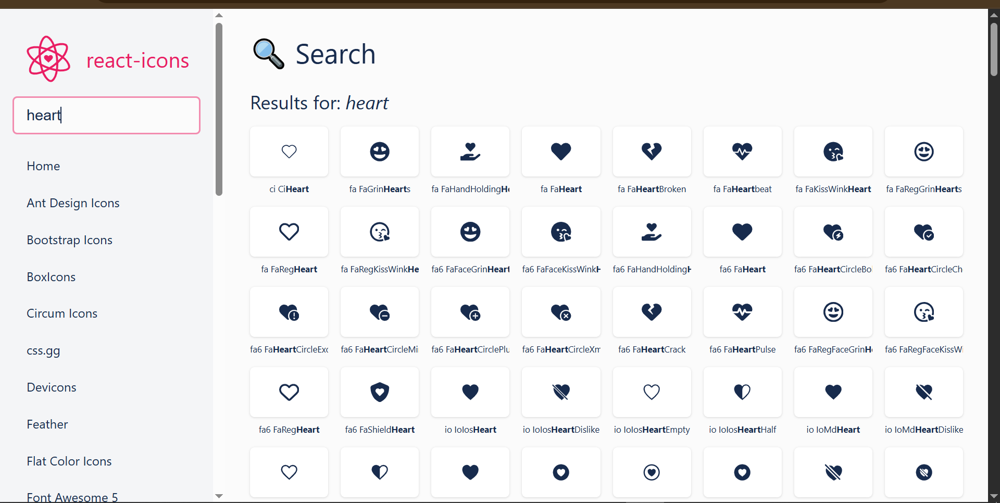 react-icons
heart
Home
Ant Design Icons
Bootstrap Icons
BoxIcons
Circum Icons
css.gg
Devicons
Feather
Flat Color Icons
Font Awesome 5
Search
Results for: heart
ci CiHeart
fa FaGrinHearts
fa FaHandHoldingHe
fa FaHeart
fa FaHeartBroken
fa FaHeartbeat
fa FaKissWinkHeart
fa FaRegGrinHearts
fa FaRegHeart
fa FaRegKissWinkHe
fa6 FaFaceGrinHeart
fa6 FaFaceKissWinkH
fa6 FaHandHoldingH
fa6 FaHeart
fa6 FaHeartCircleBo
fa6 FaHeartCircleCh
fa6 FaHeartCircleExc
fa6 FaHeartCircleMi
fa6 FaHeartCirclePlu
fa6 FaHeartCircleXm
fa6 FaHeartCrack
fa6 FaHeartPulse
fa6 FaRegFaceGrinHe
fa6 FaRegFaceKissWi
fa6 FaRegHeart
fa6 FaShieldHeart
io IoIosHeart
io IoIosHeartDislike
io IoIosHeartEmpty
io IoIosHeartHalf
io IoMdHeart
io IoMdHeartDislike